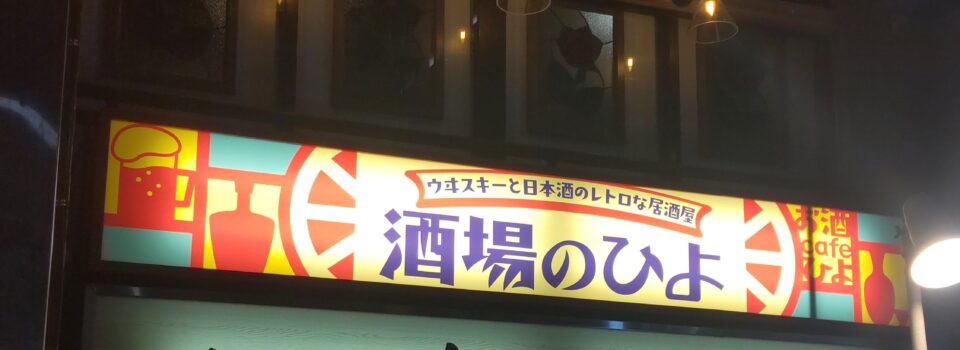 ウヰスキーと日本酒のレトロな居酒屋
酒場のひよ
お酒
cafe
ひよ